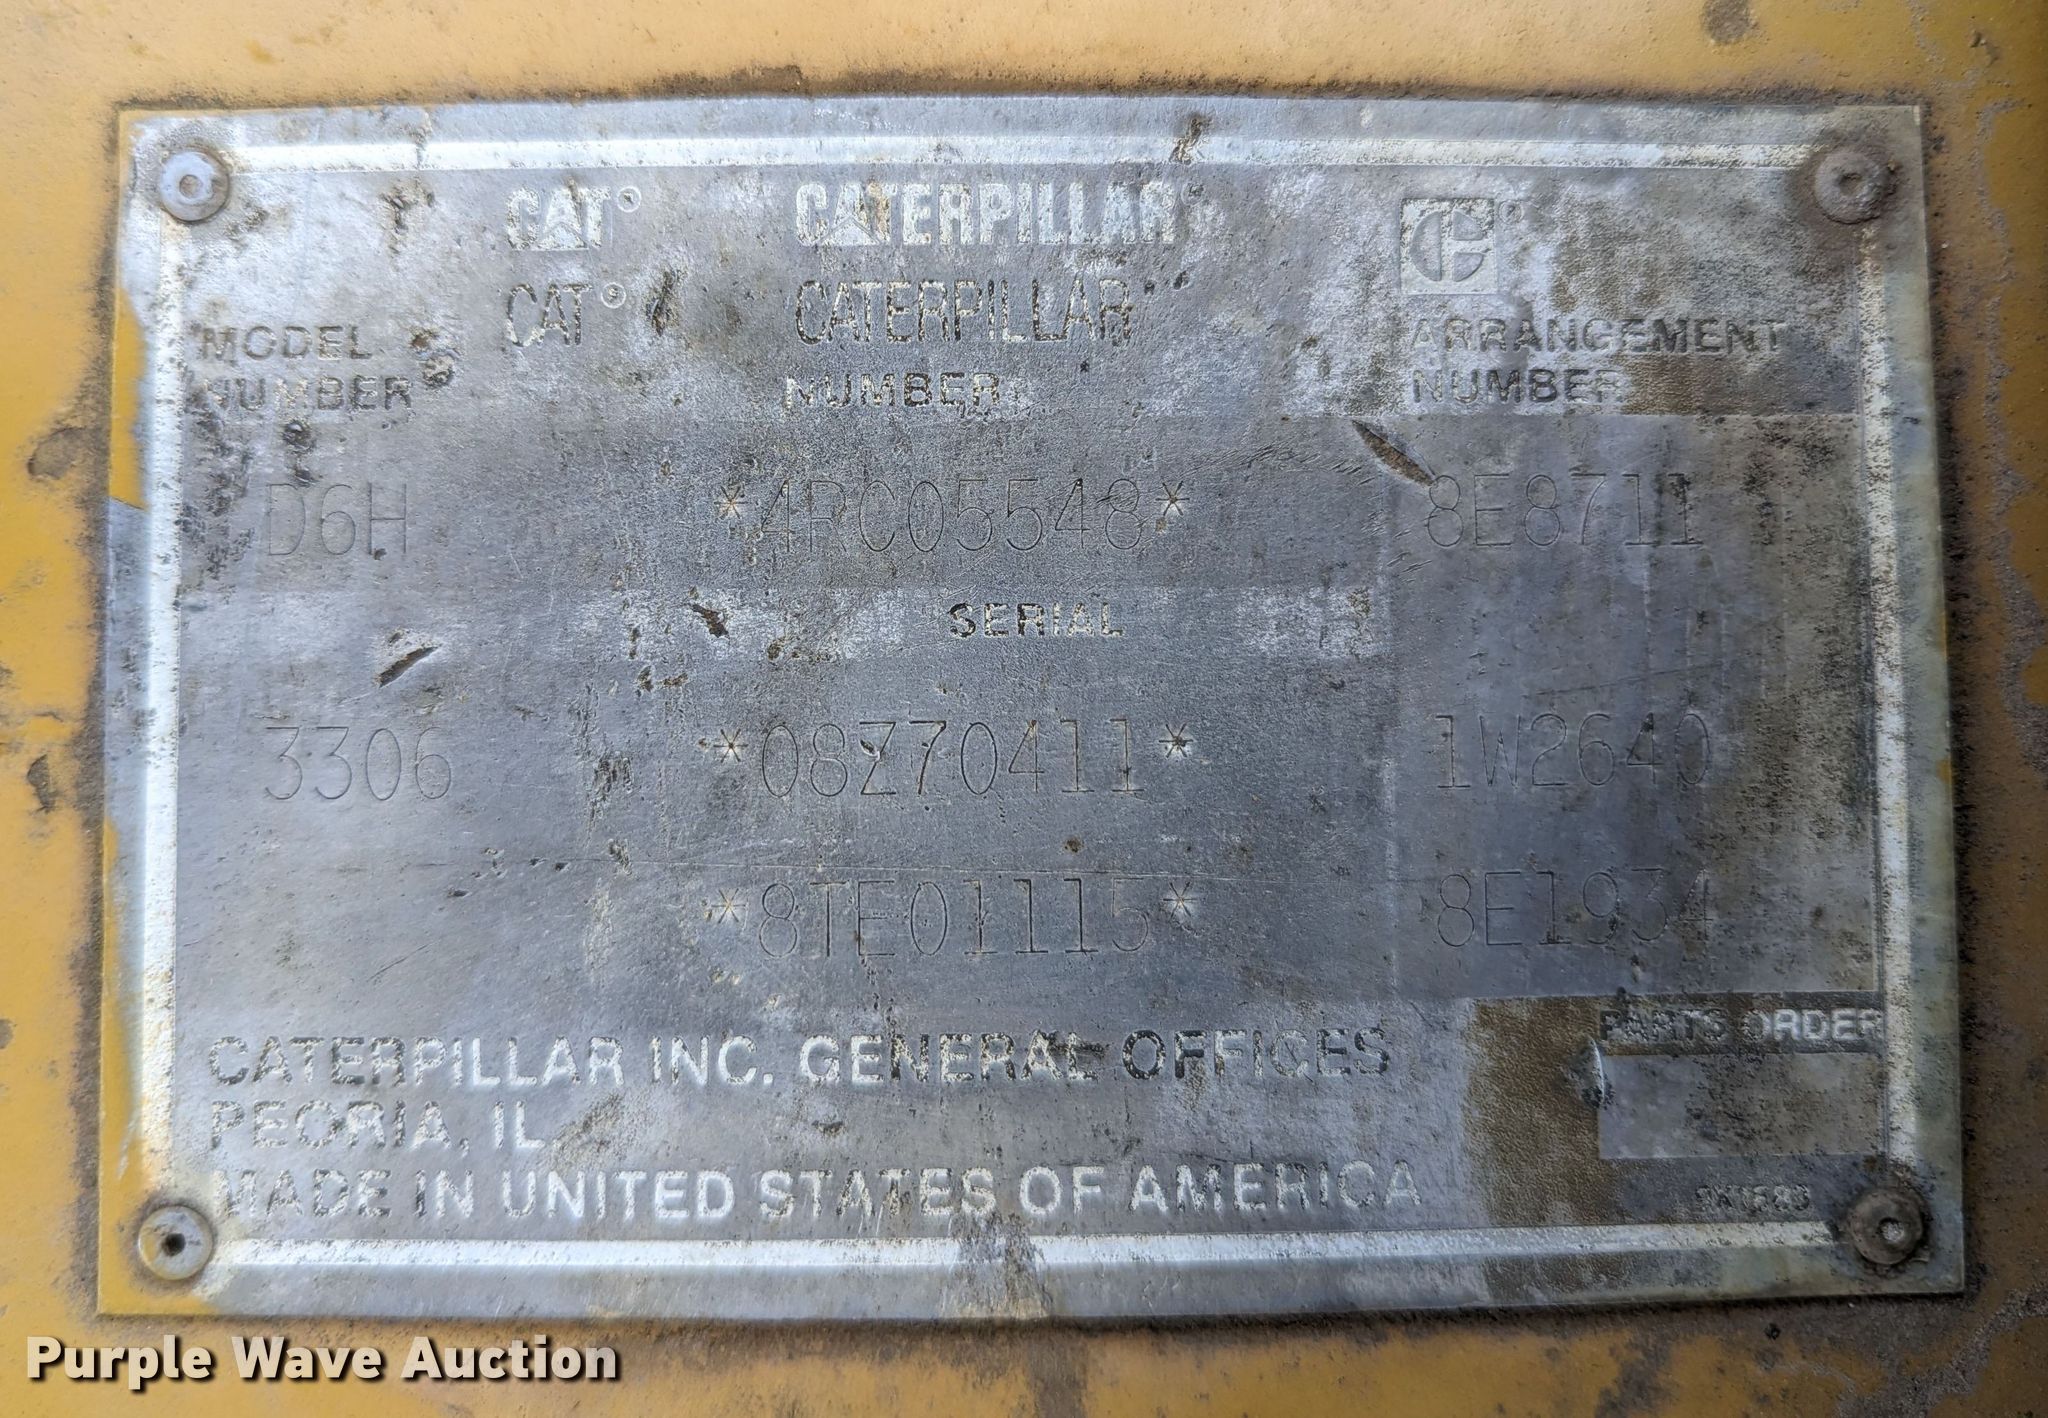 CAT® CATERPILLAR® C®
CAT® CATERPILLAR
MODEL NUMBER NUMBER ARRANGEMENT NUMBER
D6H *4RC05548* 8E8711
SERIAL
3306 *08Z70411* 1W2640
*8TE01115* 8E1934
CATERPILLAR INC. GENERAL OFFICES
PARTS ORDER
PEORIA, IL
MADE IN UNITED STATES OF AMERICA
Purple Wave Auction